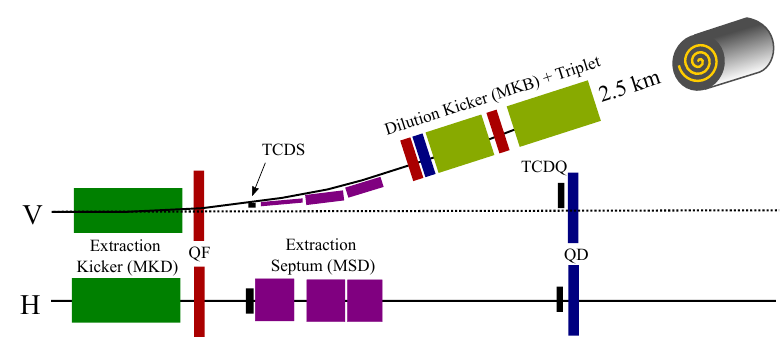 Dilution Kicker (MKB) + Triplet
2.5 km
TCDS
TCDQ
V
Extraction
Kicker (MKD)
QF
Extraction
Septum (MSD)
QD
H